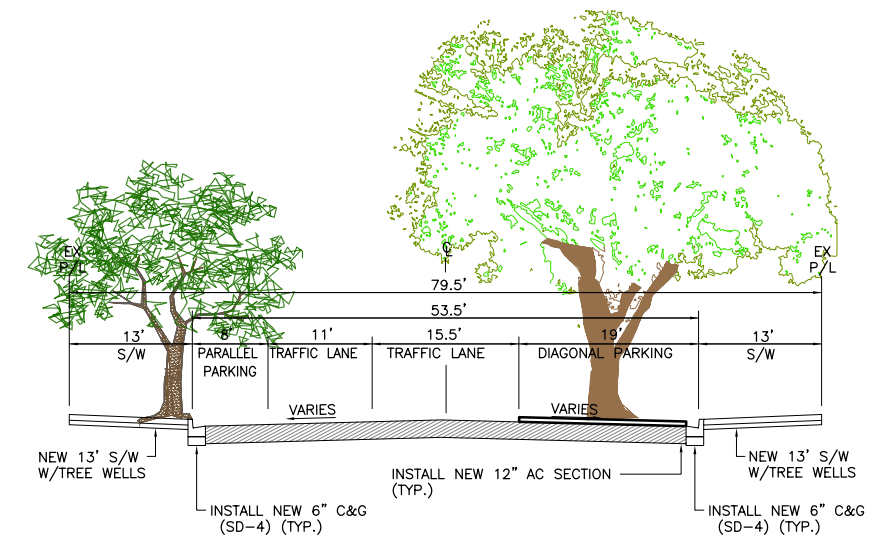 EX
P/L
℄
EX
P/L
79.5'
53.5'
13'
S/W
8'
PARALLEL
PARKING
11'
TRAFFIC LANE
15.5'
TRAFFIC LANE
19'
DIAGONAL PARKING
13'
S/W
VARIES
VARIES
NEW 13' S/W
W/TREE WELLS
INSTALL NEW 12" AC SECTION
(TYP.)
NEW 13' S/W
W/TREE WELLS
INSTALL NEW 6" C&G
(SD-4) (TYP.)
INSTALL NEW 6" C&G
(SD-4) (TYP.)